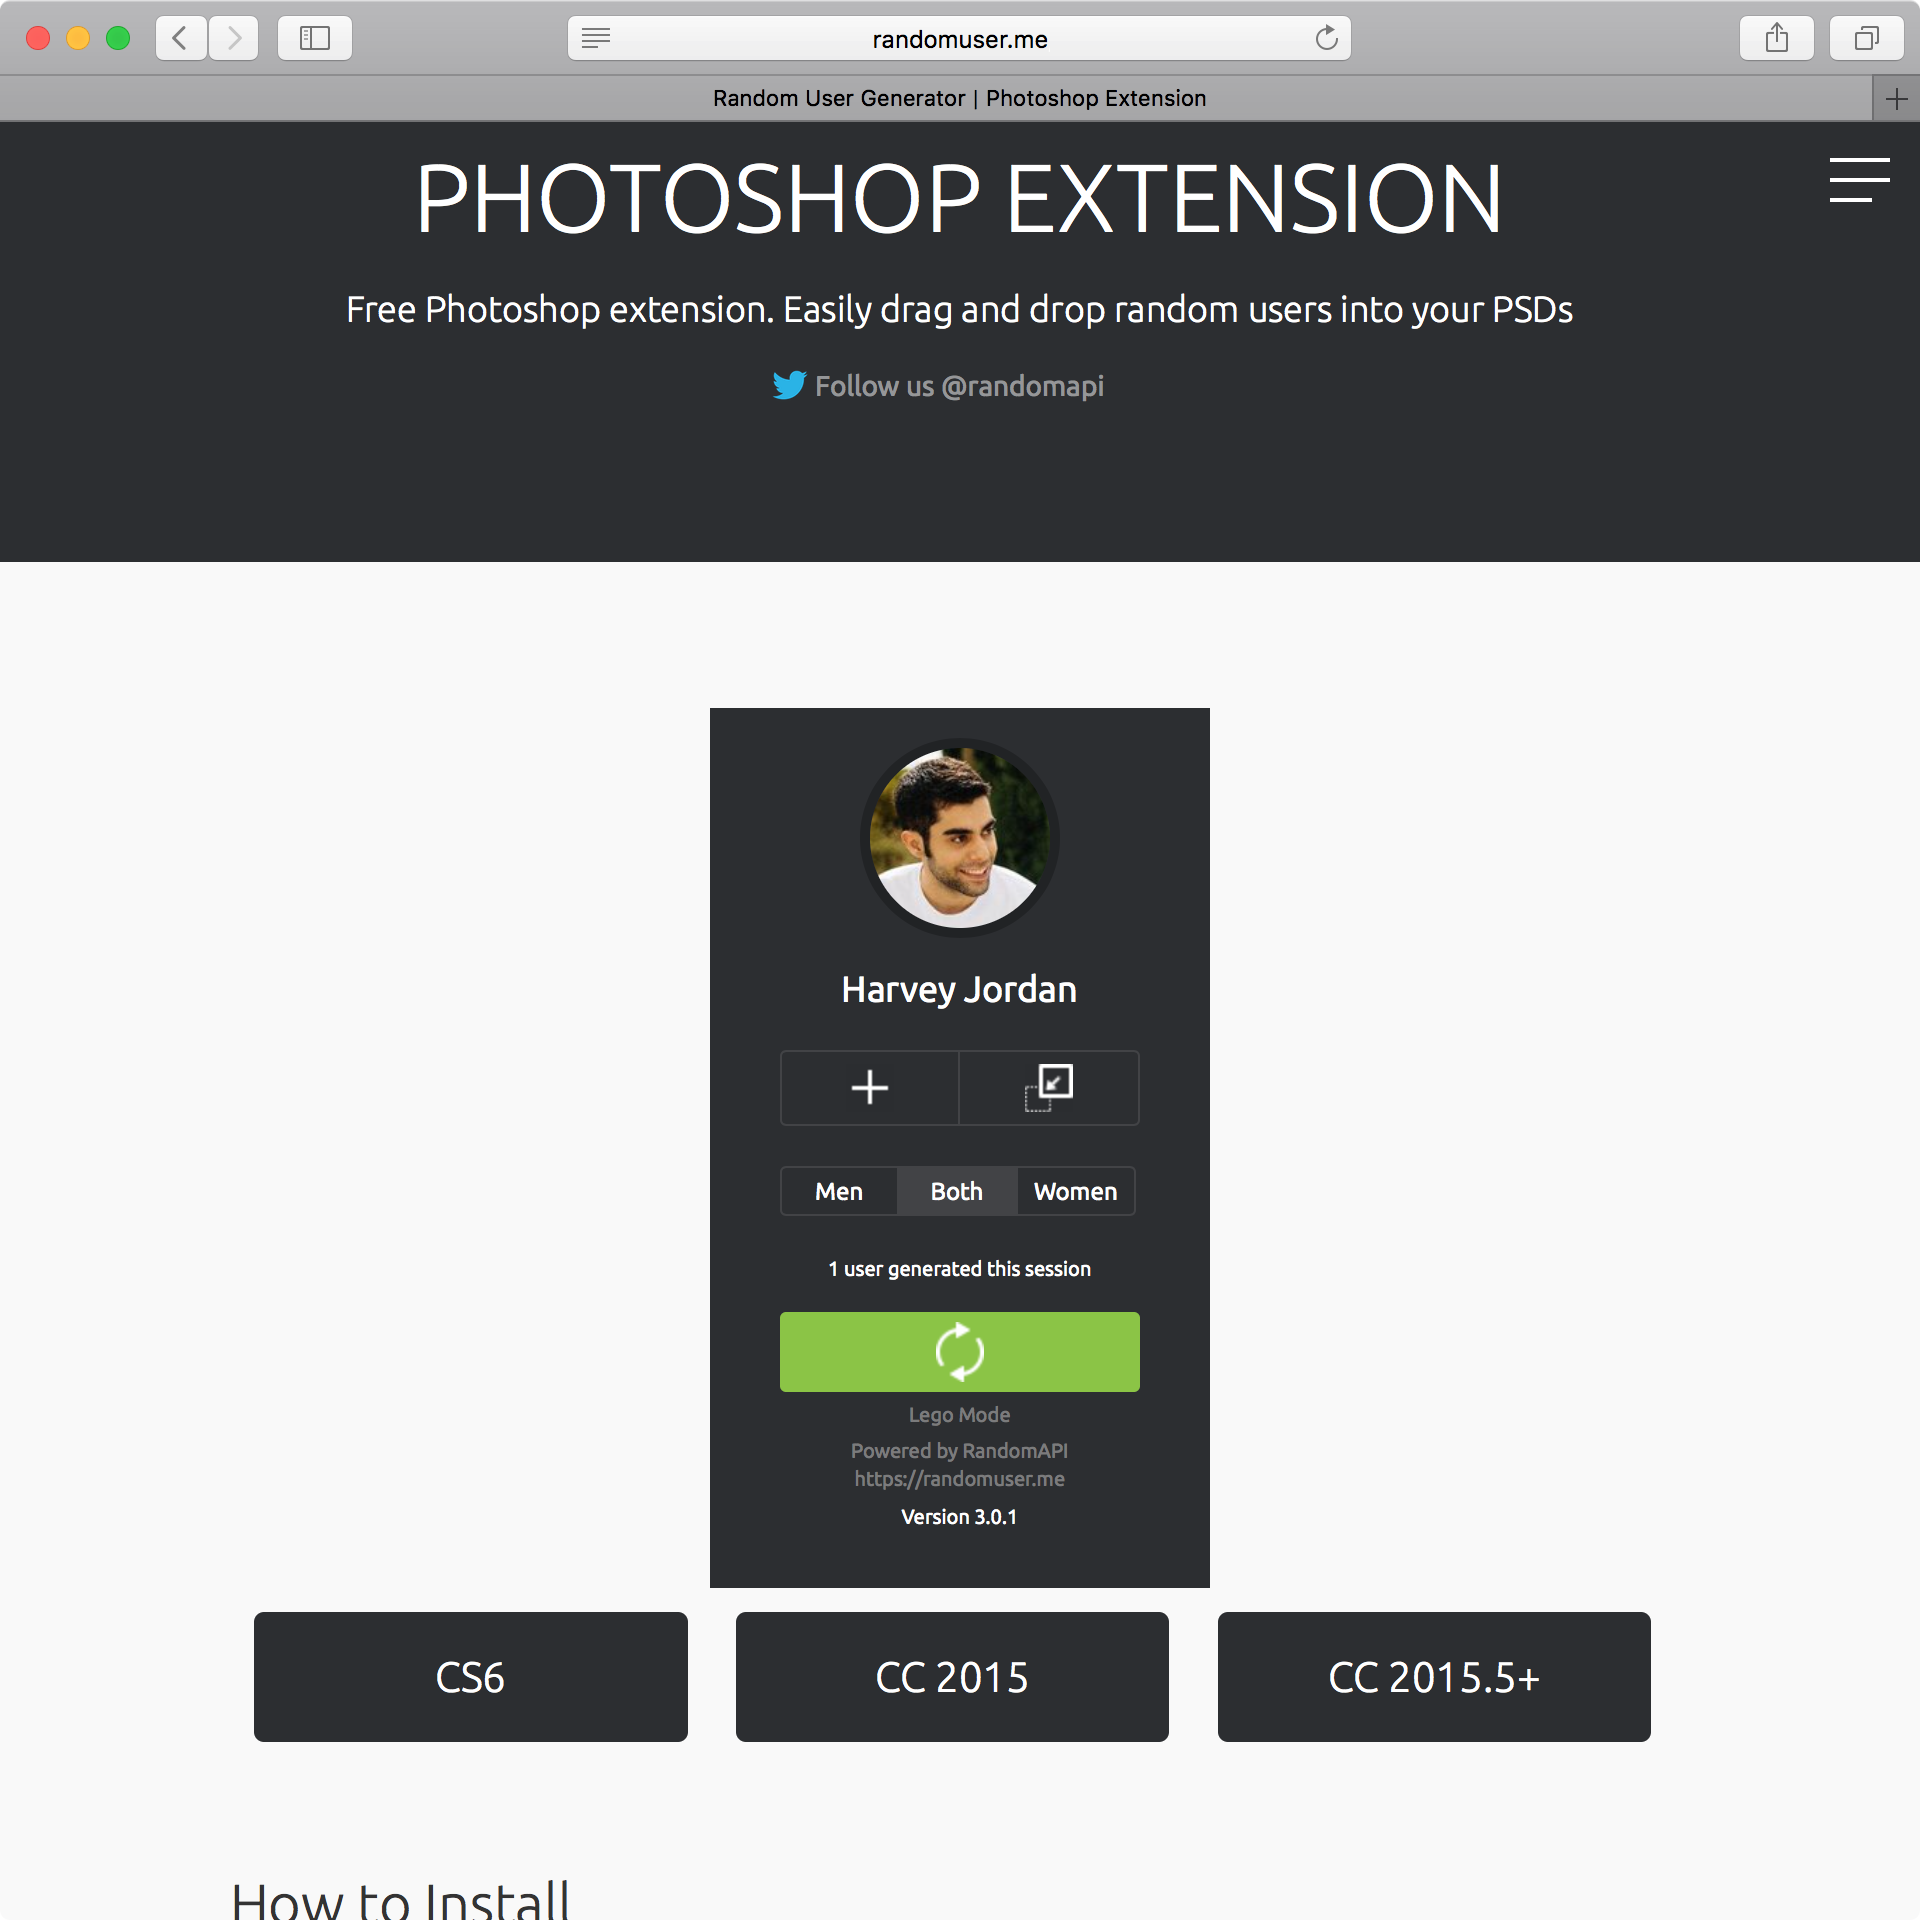 randomuser.me
Random User Generator | Photoshop Extension
PHOTOSHOP EXTENSION
Free Photoshop extension. Easily drag and drop random users into your PSDs
Follow us @randomapi
Harvey Jordan
Men Both Women
1 user generated this session
Lego Mode
Powered by RandomAPI
https://randomuser.me
Version 3.0.1
CS6 CC 2015 CC 2015.5+
How to Install